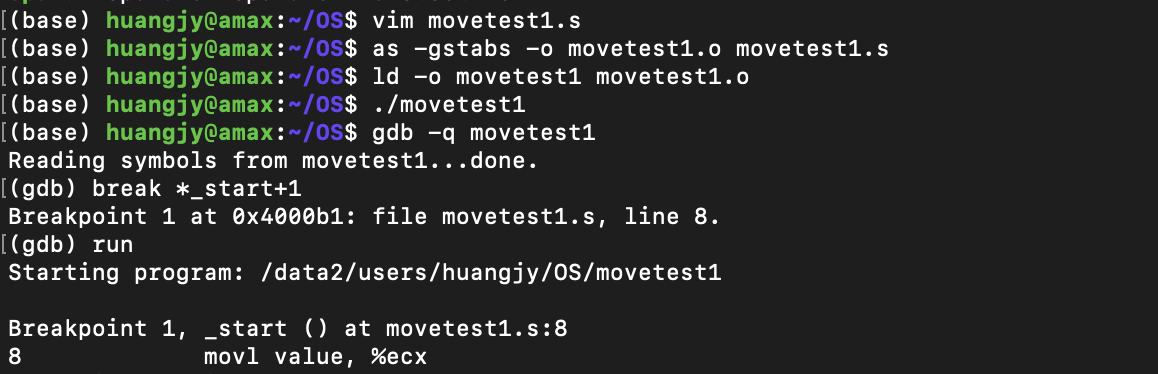 [(base) huangjy@amax:~/OS$ vim movetest1.s
[(base) huangjy@amax:~/OS$ as -gstabs -o movetest1.o movetest1.s
[(base) huangjy@amax:~/OS$ ld -o movetest1 movetest1.o
[(base) huangjy@amax:~/OS$ ./movetest1
[(base) huangjy@amax:~/OS$ gdb -q movetest1
Reading symbols from movetest1...done.
[(gdb) break *_start+1
Breakpoint 1 at 0x4000b1: file movetest1.s, line 8.
[(gdb) run
Starting program: /data2/users/huangjy/OS/movetest1
Breakpoint 1, _start () at movetest1.s:8
8 movl value, %ecx